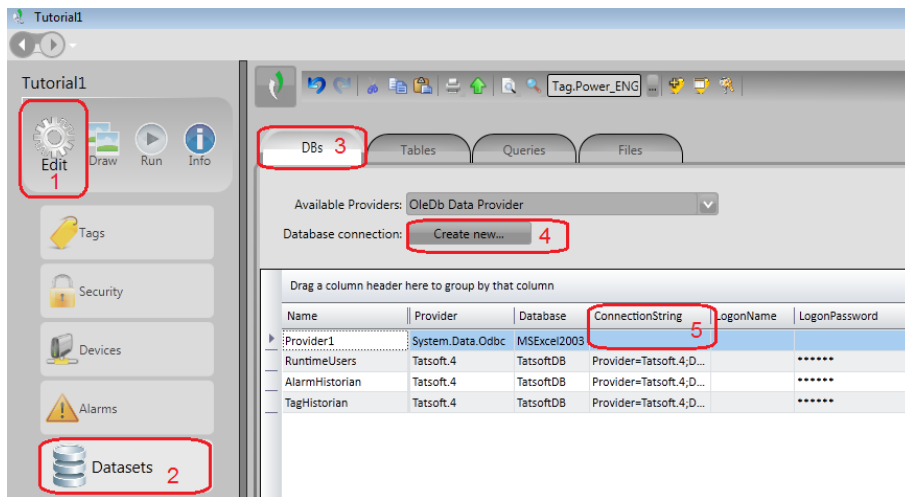 Tutorial1
Tutorial1
Tag.Power_ENG ...
Edit Draw Run Info
1
DBs 3 Tables Queries Files
Available Providers: OleDb Data Provider
Database connection: Create new... 4
Tags
Security
Devices
Alarms
Datasets 2
Drag a column header here to group by that column
Name Provider Database ConnectionString LogonName LogonPassword
5
Provider1 System.Data.Odbc MSExcel2003
RuntimeUsers Tatsoft.4 TatsoftDB Provider=Tatsoft.4;D... ••••••
AlarmHistorian Tatsoft.4 TatsoftDB Provider=Tatsoft.4;D... ••••••
TagHistorian Tatsoft.4 TatsoftDB Provider=Tatsoft.4;D... ••••••